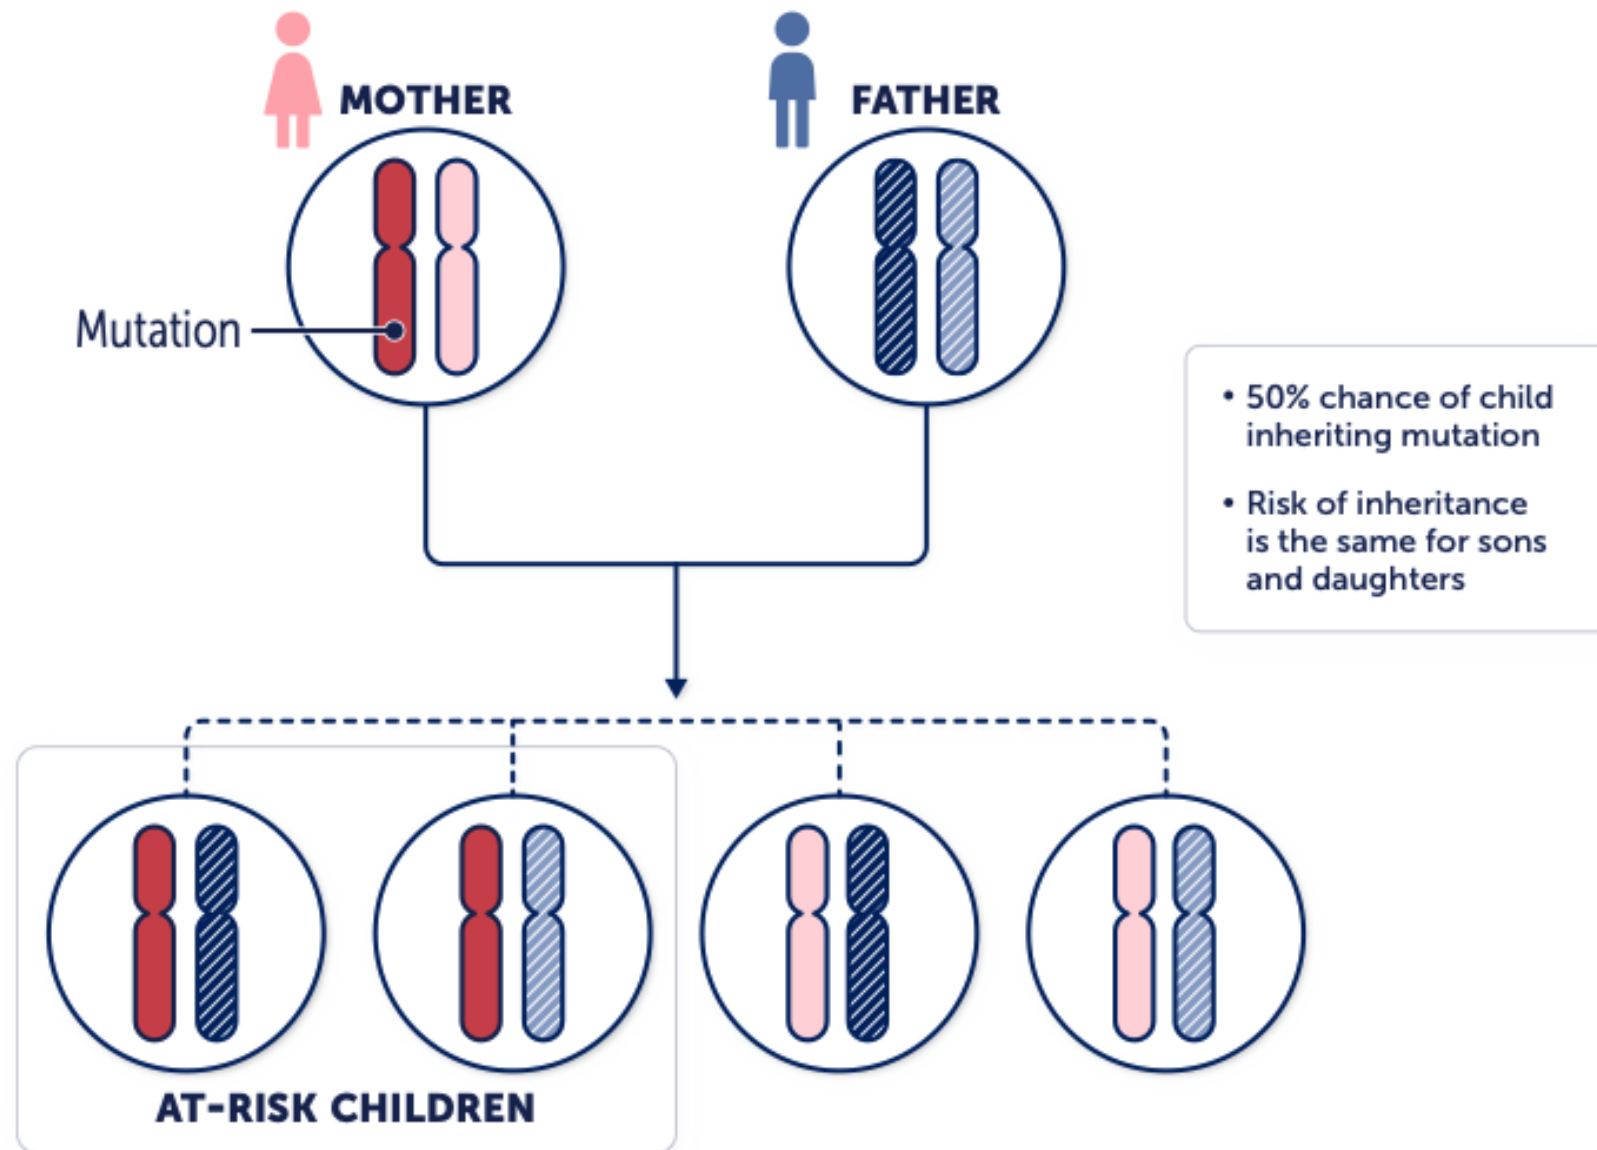 MOTHER
FATHER
Mutation
• 50% chance of child
inheriting mutation
• Risk of inheritance
is the same for sons
and daughters
AT-RISK CHILDREN